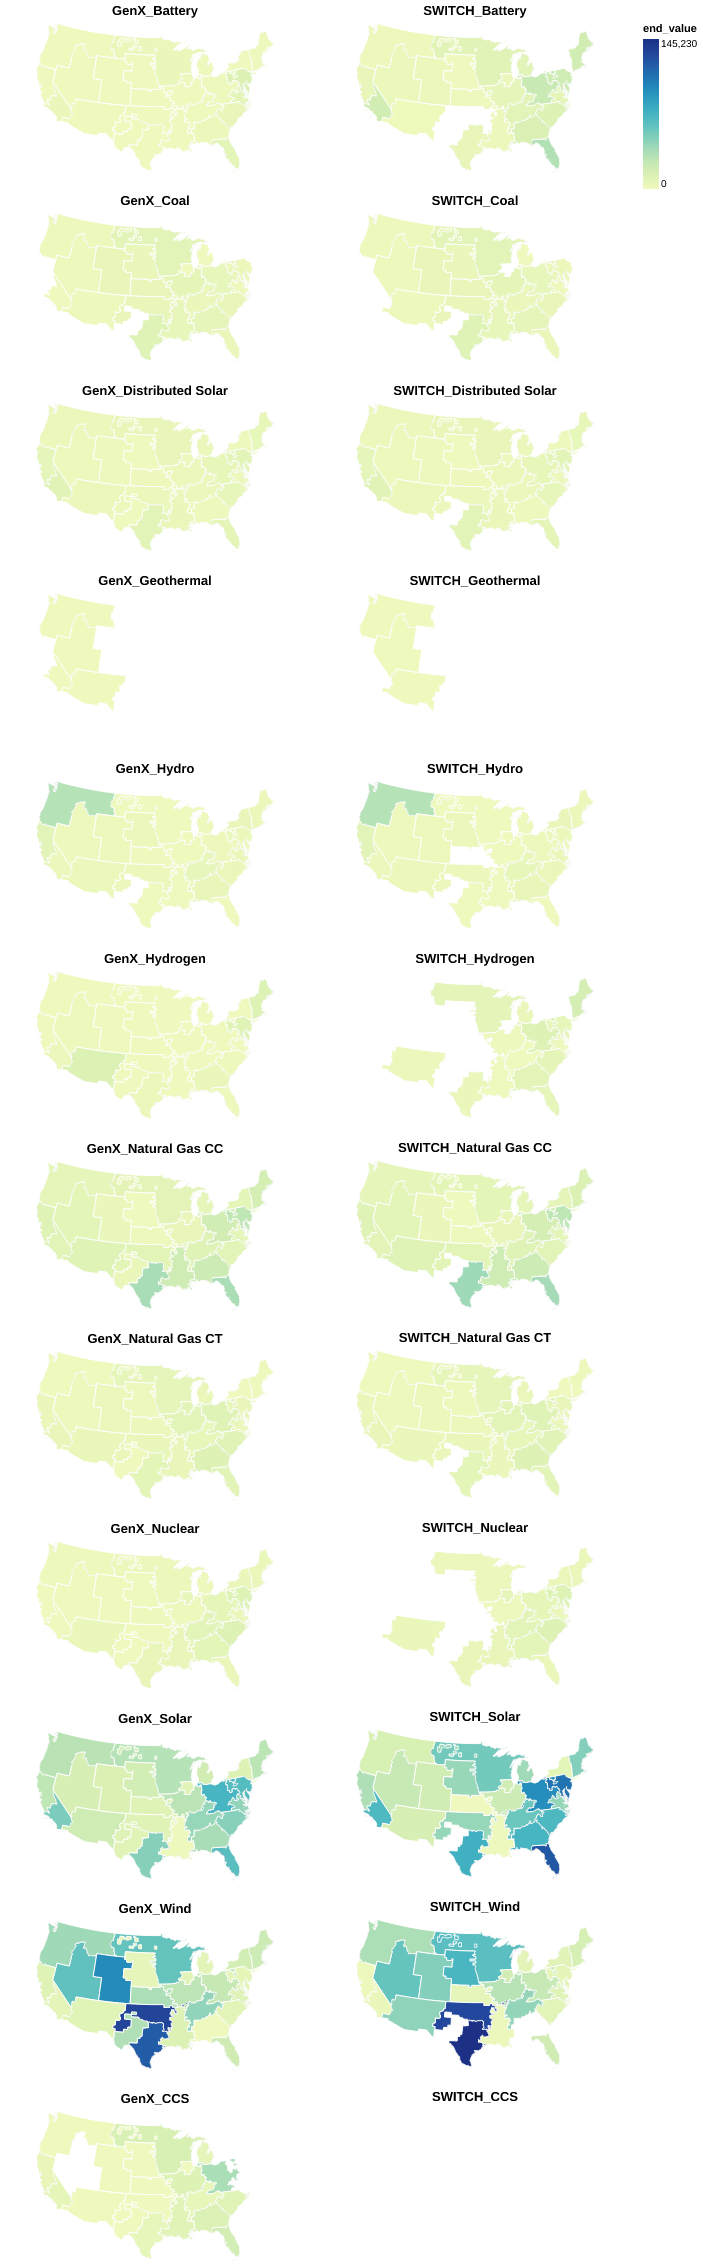 GenX_Battery
SWITCH_Battery
end_value
145,230
0
GenX_Coal
SWITCH_Coal
GenX_Distributed Solar
SWITCH_Distributed Solar
GenX_Geothermal
SWITCH_Geothermal
GenX_Hydro
SWITCH_Hydro
GenX_Hydrogen
SWITCH_Hydrogen
GenX_Natural Gas CC
SWITCH_Natural Gas CC
GenX_Natural Gas CT
SWITCH_Natural Gas CT
GenX_Nuclear
SWITCH_Nuclear
GenX_Solar
SWITCH_Solar
GenX_Wind
SWITCH_Wind
GenX_CCS
SWITCH_CCS